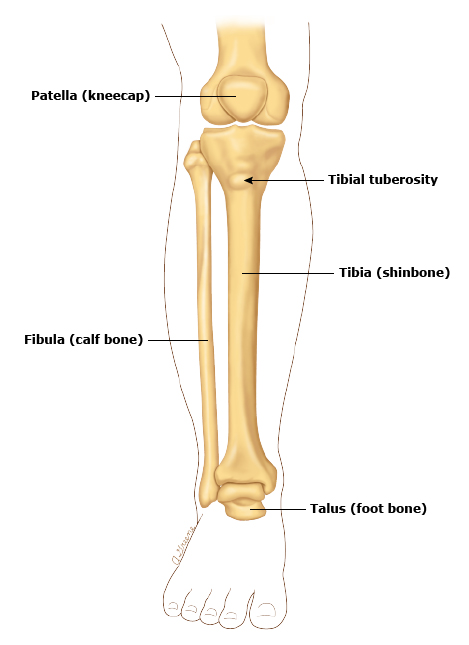 Patella (kneecap)
Tibial tuberosity
Tibia (shinbone)
Fibula (calf bone)
Talus (foot bone)